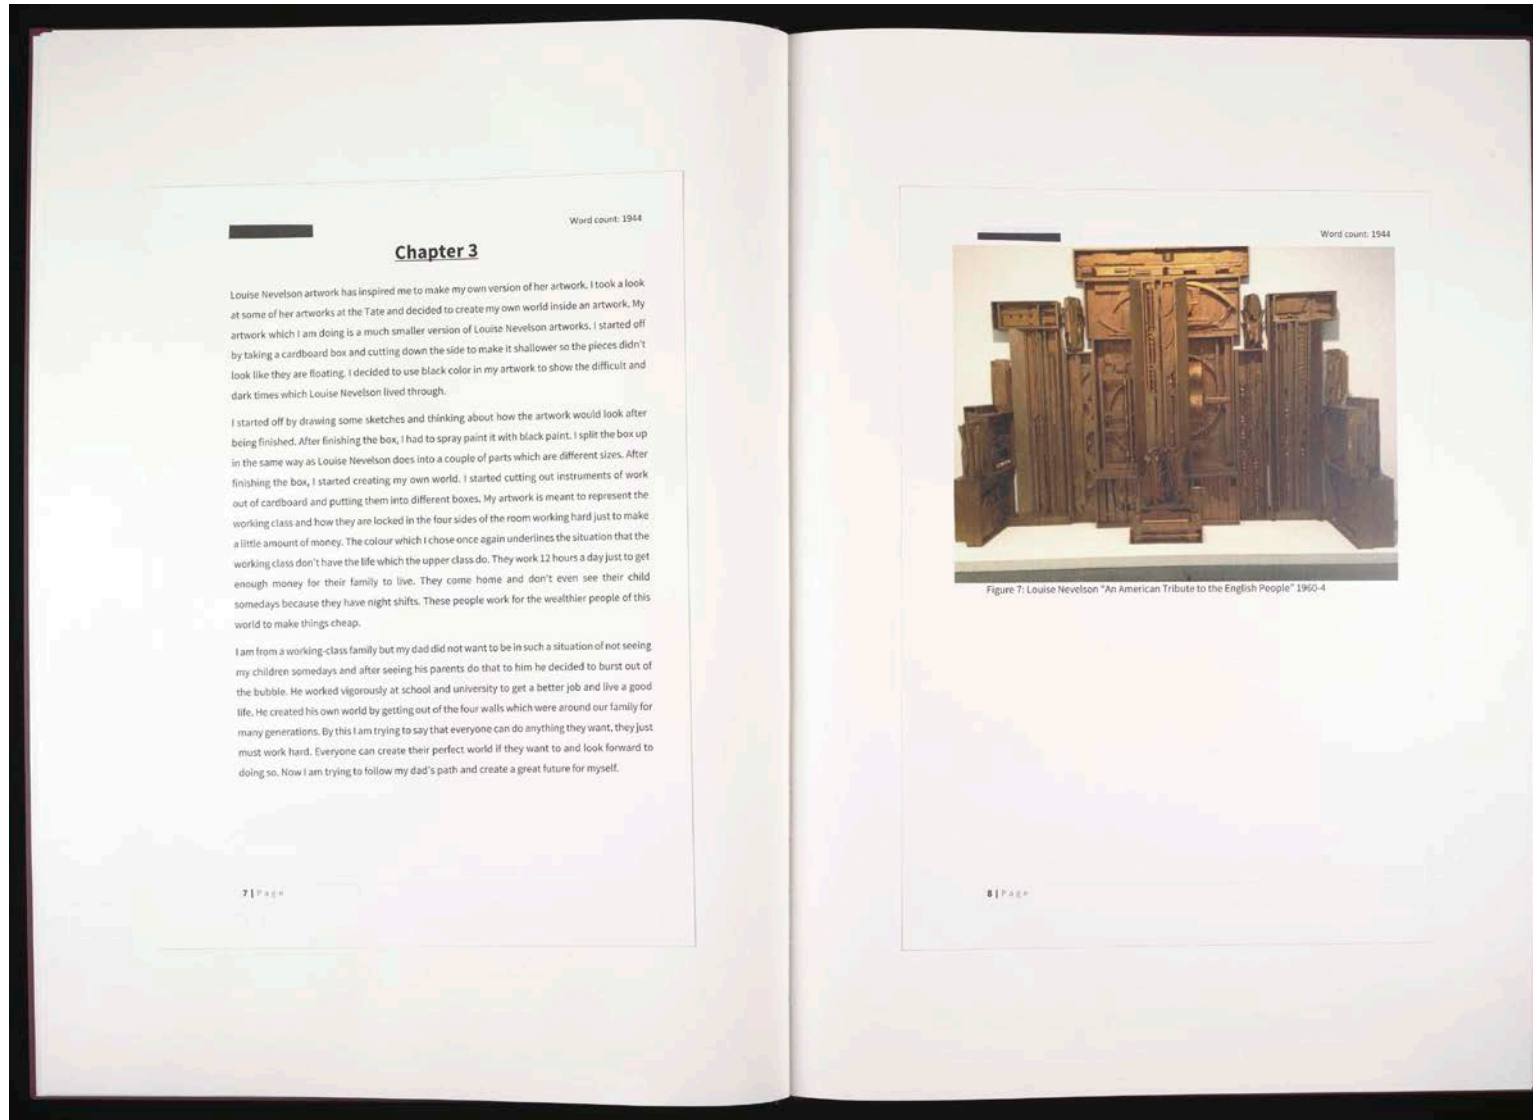 Word count: 1944
Chapter 3
Louise Nevelson artwork has inspired me to make my own version of her artwork. I took a look
at some of her artworks at the Tate and decided to create my own world inside an artwork. My
artwork which I am doing is a much smaller version of Louise Nevelson artworks. I started off
by taking a cardboard box and cutting down the side to make it shallower so the pieces didn't
look like they are floating. I decided to use black color in my artwork to show the difficult and
dark times which Louise Nevelson lived through.
I started off by drawing some sketches and thinking about how the artwork would look after
being finished. After finishing the box, I had to spray paint it with black paint. I split the box up
in the same way as Louise Nevelson does into a couple of parts which are different sizes. After
finishing the box, I started creating my own world. I started cutting out instruments of work
out of cardboard and putting them into different boxes. My artwork is meant to represent the
working class and how they are locked in the four sides of the room working hard just to make
a little amount of money. The colour which I chose once again underlines the situation that the
working class don't have the life which the upper class do. They work 12 hours a day just to get
enough money for their family to live. They come home and don't even see their child
somedays because they have night shifts. These people work for the wealthier people of this
world to make things cheap.
I am from a working-class family but my dad did not want to be in such a situation of not seeing
my children somedays and after seeing his parents do that to him he decided to burst out of
the bubble. He worked vigorously at school and university to get a better job and live a good
life. He created his own world by getting out of the four walls which were around our family for
many generations. By this I am trying to say that everyone can do anything they want, they just
must work hard. Everyone can create their perfect world if they want to and look forward to
doing so. Now I am trying to follow my dad's path and create a great future for myself.
7 | Page
Word count: 1944
Figure 7: Louise Nevelson "An American Tribute to the English People" 1960-4
8 | Page